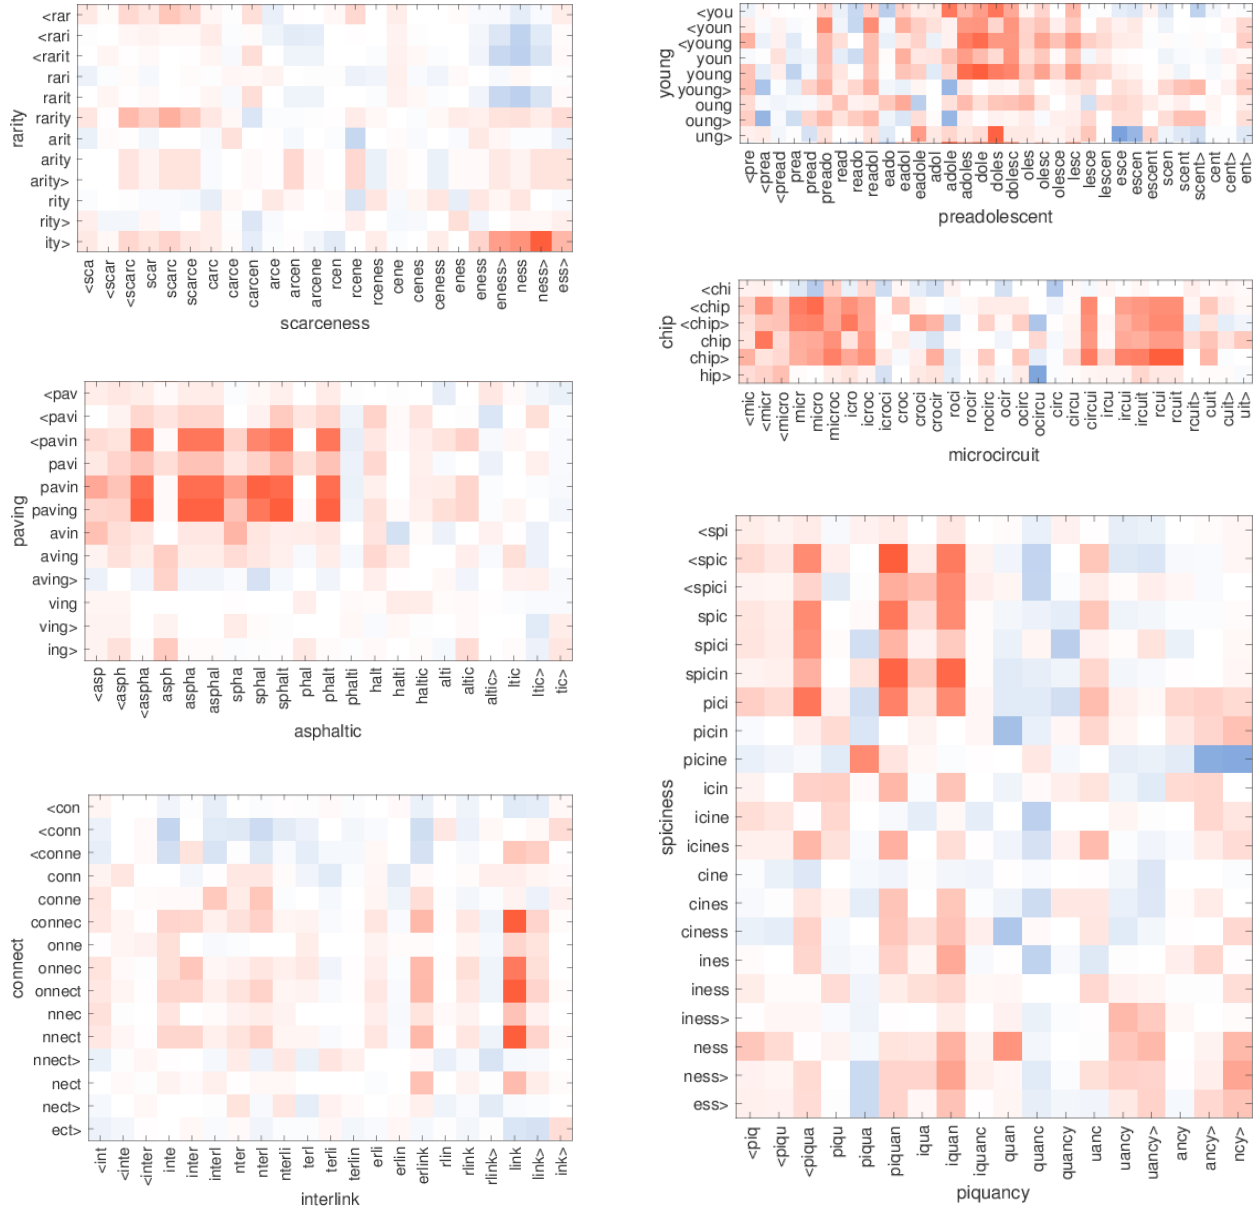 <rar
<rari
<rarit
rari
rarit
rarity
arit
arity
arity>
rity
rity>
ity>
rarity
<sca
<scar
<scarc
scar
scarc
scarce
carc
carce
carcen
arce
arcen
arcene
rcen
rcene
rcenes
cene
cenes
ceness
enes
eness
eness>
ness
ness>
ess>
scarceness
<pav
<pavi
<pavin
pavi
pavin
paving
avin
aving
aving>
ving
ving>
ing>
paving
<asp
<asph
<aspha
asph
aspha
asphal
spha
sphal
sphalt
phal
phalt
phalti
halt
halti
haltic
alti
altic
altic>
ltic
ltic>
tic>
asphaltic
<con
<conn
<conne
conn
conne
connec
onne
onnec
onnect
nnec
nnect
nnect>
nect
nect>
ect>
connect
<int
<inte
<inter
inte
inter
interl
nter
nterl
nterli
terl
terli
terlin
erli
erlin
erlink
rlin
rlink
rlink>
link
link>
ink>
interlink
<you
<youn
<young
youn
young
young>
oung
oung>
ung>
young
<pre
<prea
<pread
prea
pread
preado
read
reado
readol
eado
eadol
eadole
adol
adole
adoles
dole
doles
dolesc
oles
olesc
olesce
lesc
lesce
lescen
esce
escen
escent
scen
scent
scent>
cent
cent>
ent>
preadolescent
<chi
<chip
<chip>
chip
chip>
hip>
chip
<mic
<micr
<micro
micr
micro
microc
icro
icroc
icroci
croc
croci
crocir
roci
rocir
rocirc
ocir
ocirc
ocircu
circ
circu
circui
ircu
ircui
ircuit
rcui
rcuit
rcuit>
cuit
cuit>
uit>
microcircuit
<spi
<spic
<spici
spic
spici
spicin
pici
picin
picine
icin
icine
icines
cine
cines
ciness
ines
iness
iness>
ness
ness>
ess>
spiciness
<piq
<piqu
<piqua
piqu
piqua
piquan
iqua
iquan
iquanc
quan
quanc
quancy
uanc
uancy
uancy>
ancy
ancy>
ncy>
piquancy